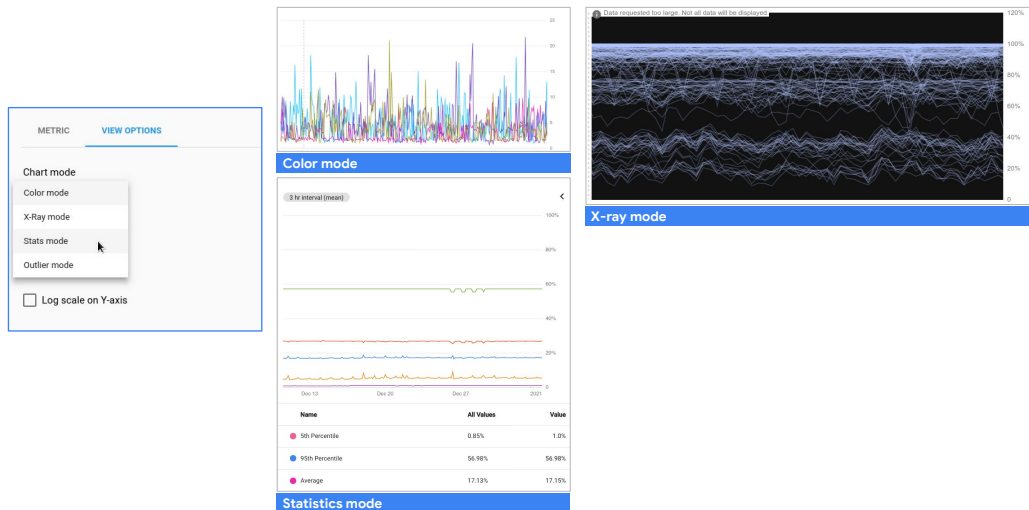 METRIC VIEW OPTIONS
Chart mode
Color mode
X-Ray mode
Stats mode
Outlier mode
Log scale on Y-axis
25
20
15
10
5
0
Color mode
3 hr interval (mean)
100%
60%
40%
20%
0
Dec 13 Dec 20 Dec 27 2021
Name All Values Value
5th Percentile 0.85% 1.0%
95th Percentile 56.98% 56.98%
Average 17.13% 17.15%
Statistics mode
Data requested too large. Not all data will be displayed
120%
100%
80%
60%
40%
20%
0
X-ray mode